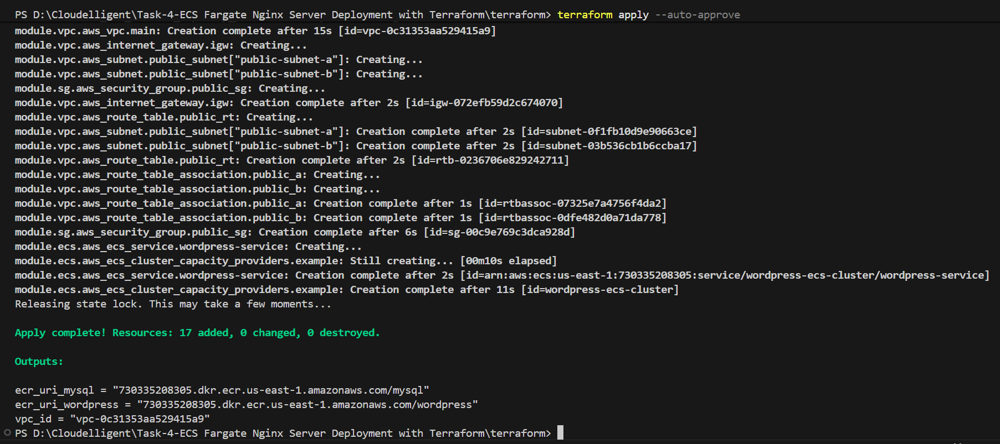 PS D:\Cloudelligent\Task-4-ECS Fargate Nginx Server Deployment with Terraform\terraform> terraform apply --auto-approve
module.vpc.aws_vpc.main: Creation complete after 15s [id=vpc-0c31353aa529415a9]
module.vpc.aws_internet_gateway.igw: Creating...
module.vpc.aws_subnet.public_subnet["public-subnet-a"]: Creating...
module.vpc.aws_subnet.public_subnet["public-subnet-b"]: Creating...
module.sg.aws_security_group.public_sg: Creating...
module.vpc.aws_internet_gateway.igw: Creation complete after 2s [id=igw-072efb59d2c674070]
module.vpc.aws_route_table.public_rt: Creating...
module.vpc.aws_subnet.public_subnet["public-subnet-a"]: Creation complete after 2s [id=subnet-0f1fb10d9e90663ce]
module.vpc.aws_subnet.public_subnet["public-subnet-b"]: Creation complete after 2s [id=subnet-03b536cb1b6ccba17]
module.vpc.aws_route_table.public_rt: Creation complete after 2s [id=rtb-0236706e829242711]
module.vpc.aws_route_table_association.public_a: Creating...
module.vpc.aws_route_table_association.public_b: Creating...
module.vpc.aws_route_table_association.public_a: Creation complete after 1s [id=rtbassoc-07325e7a4756f4da2]
module.vpc.aws_route_table_association.public_b: Creation complete after 1s [id=rtbassoc-0dfe482d0a71da778]
module.sg.aws_security_group.public_sg: Creation complete after 6s [id=sg-00c9e769c3dca928d]
module.ecs.aws_ecs_service.wordpress-service: Creating...
module.ecs.aws_ecs_cluster_capacity_providers.example: Still creating... [00m10s elapsed]
module.ecs.aws_ecs_service.wordpress-service: Creation complete after 2s [id=arn:aws:ecs:us-east-1:730335208305:service/wordpress-ecs-cluster/wordpress-service]
module.ecs.aws_ecs_cluster_capacity_providers.example: Creation complete after 11s [id=wordpress-ecs-cluster]
Releasing state lock. This may take a few moments...
Apply complete! Resources: 17 added, 0 changed, 0 destroyed.
Outputs:
ecr_uri_mysql = "730335208305.dkr.ecr.us-east-1.amazonaws.com/mysql"
ecr_uri_wordpress = "730335208305.dkr.ecr.us-east-1.amazonaws.com/wordpress"
vpc_id = "vpc-0c31353aa529415a9"
PS D:\Cloudelligent\Task-4-ECS Fargate Nginx Server Deployment with Terraform\terraform>